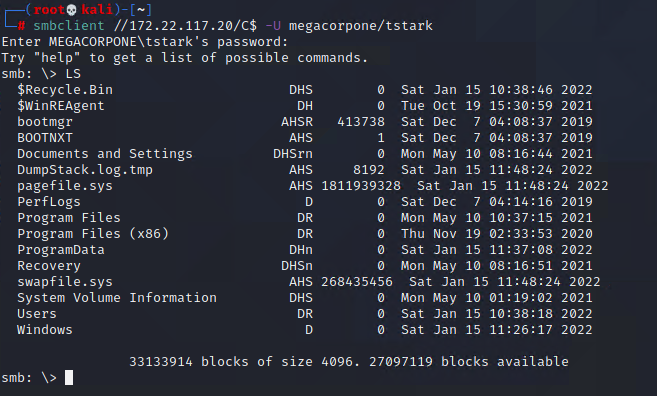 ┌──(root💀kali)-[~]
└─# smbclient //172.22.117.20/C$ -U megacorpone/tstark
Enter MEGACORPONE\tstark's password:
Try "help" to get a list of possible commands.
smb: \> LS
  $Recycle.Bin                      DHS        0  Sat Jan 15 10:38:46 2022
  $WinREAgent                        DH        0  Tue Oct 19 15:30:59 2021
  bootmgr                          AHSR   413738  Sat Dec  7 04:08:37 2019
  BOOTNXT                           AHS        1  Sat Dec  7 04:08:37 2019
  Documents and Settings          DHSrn        0  Mon May 10 08:16:44 2021
  DumpStack.log.tmp                 AHS     8192  Sat Jan 15 11:48:24 2022
  pagefile.sys                      AHS 1811939328  Sat Jan 15 11:48:24 2022
  PerfLogs                            D        0  Sat Dec  7 04:14:16 2019
  Program Files                      DR        0  Mon May 10 10:37:15 2021
  Program Files (x86)                DR        0  Thu Nov 19 02:33:53 2020
  ProgramData                       DHn        0  Sat Jan 15 11:37:08 2022
  Recovery                         DHSn        0  Mon May 10 08:16:51 2021
  swapfile.sys                      AHS 268435456  Sat Jan 15 11:48:24 2022
  System Volume Information         DHS        0  Mon May 10 01:19:02 2021
  Users                              DR        0  Sat Jan 15 10:38:18 2022
  Windows                             D        0  Sat Jan 15 11:26:17 2022
                33133914 blocks of size 4096. 27097119 blocks available
smb: \>